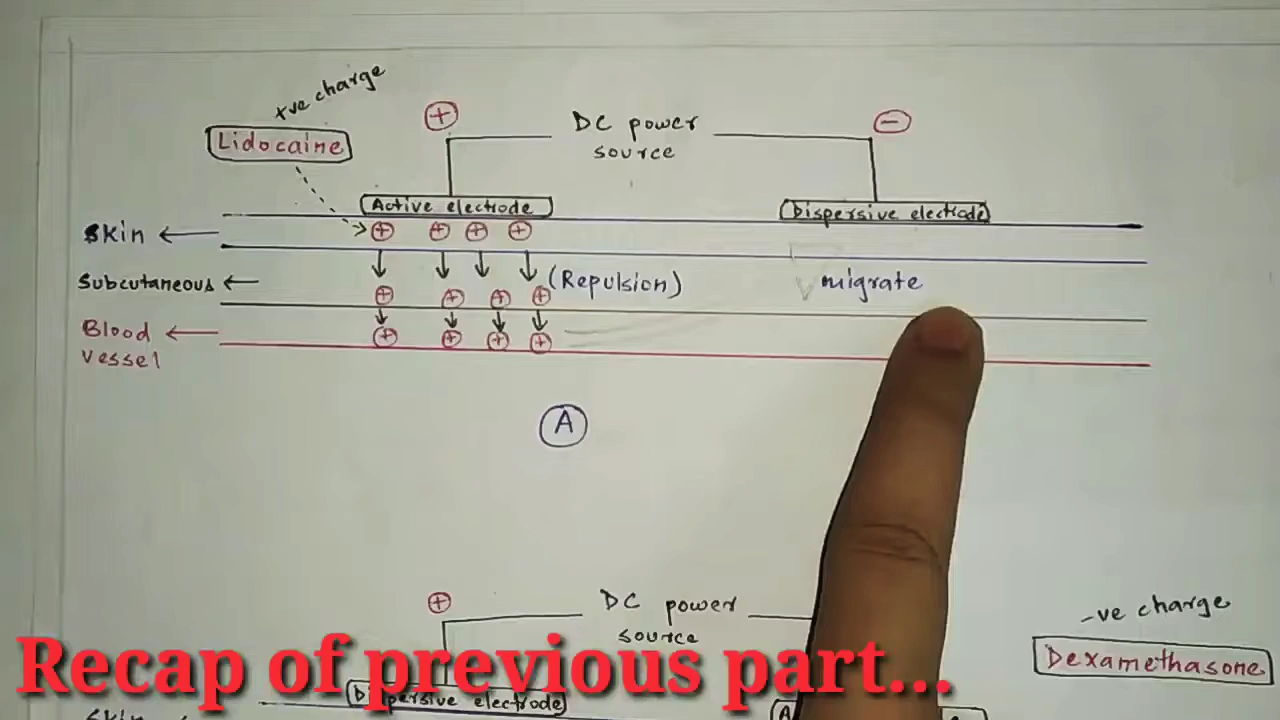 +ve charge
Lidocaine
+
DC power
source
−
Active electrode
Dispersive electrode
Skin
+ + + +
Subcutaneous
(Repulsion)
migrate
+ + + +
Blood
vessel
+ + + +
A
+
DC power
source
-ve charge
Dexamethasone
Recap of previous part...
Dispersive electrode
Skin